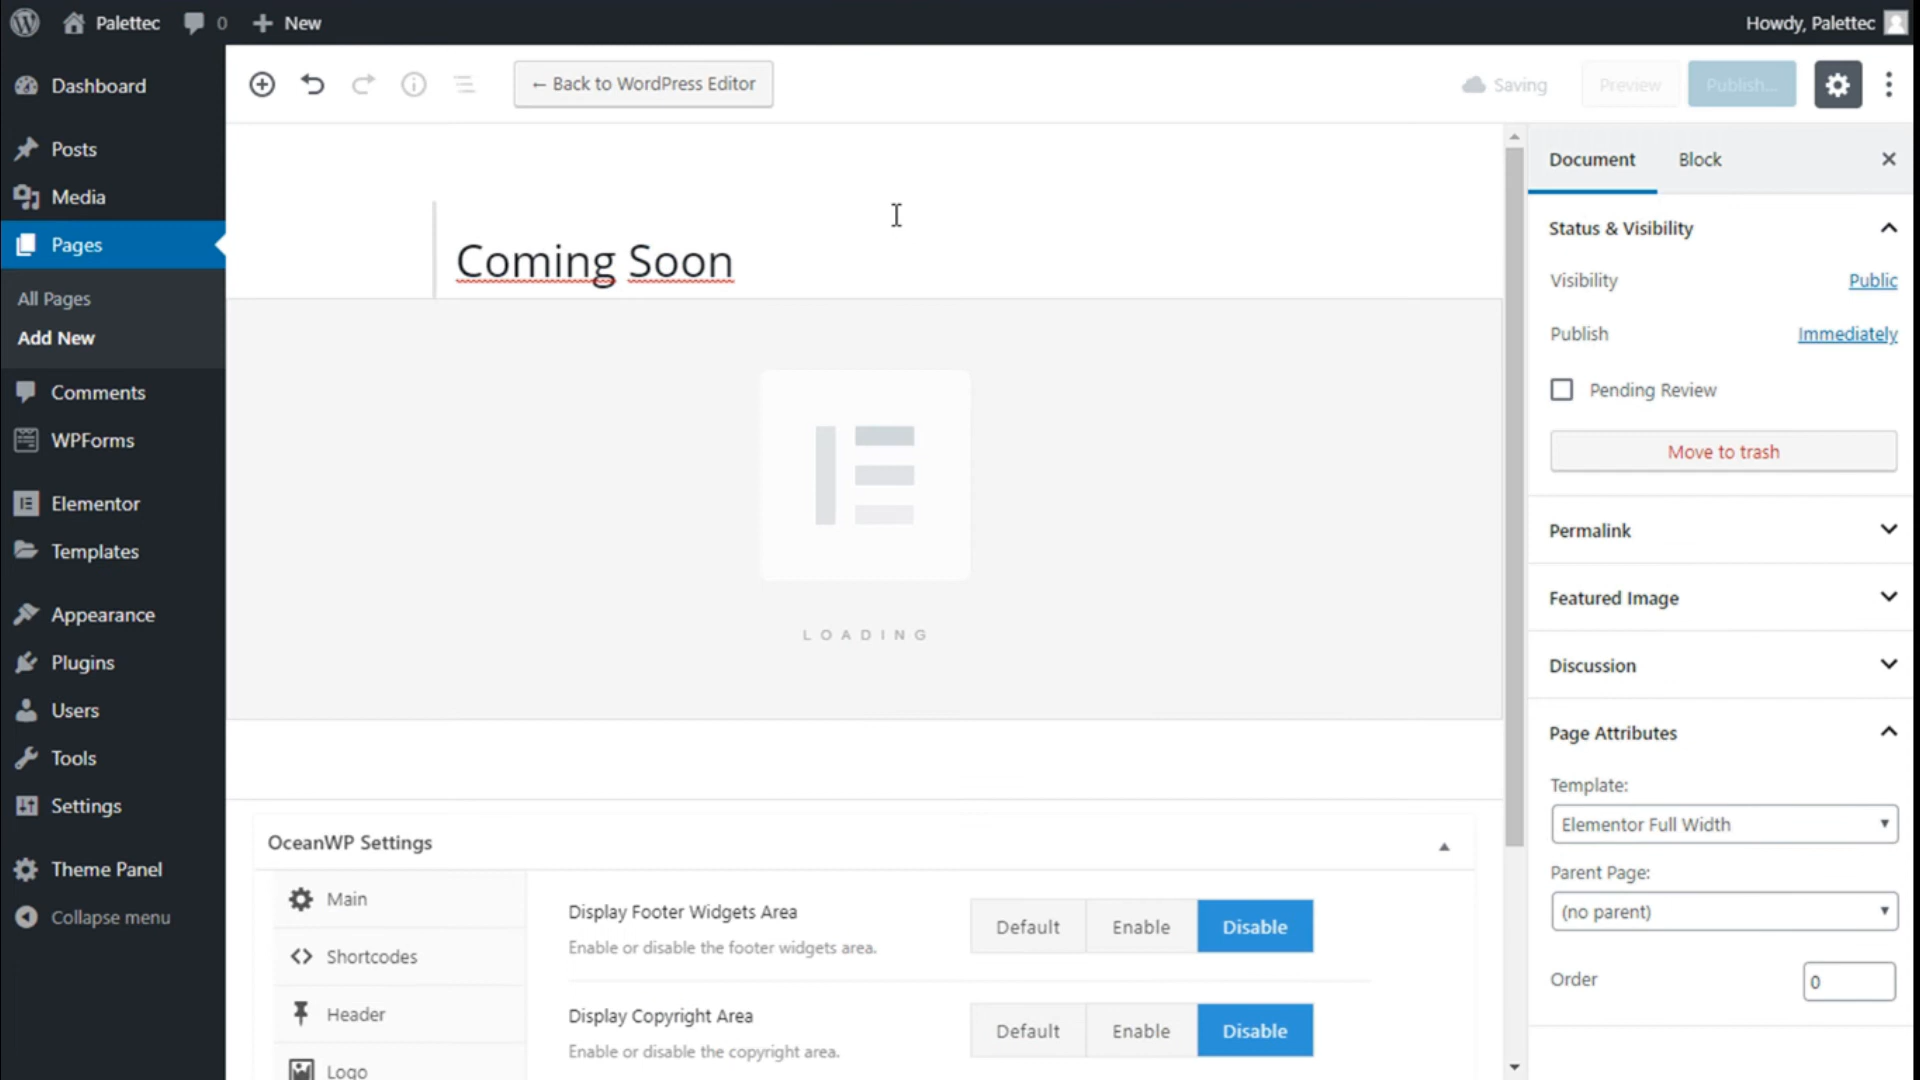 Palettec 0 New Howdy, Palettec
Dashboard
Posts
Media
Pages
All Pages
Add New
Comments
WPForms
Elementor
Templates
Appearance
Plugins
Users
Tools
Settings
Theme Panel
Collapse menu
← Back to WordPress Editor
Saving Preview Publish...
Coming Soon
LOADING
OceanWP Settings
Main
Shortcodes
Header
Logo
Display Footer Widgets Area
Enable or disable the footer widgets area.
Default Enable Disable
Display Copyright Area
Enable or disable the copyright area.
Default Enable Disable
Document Block
Status & Visibility
Visibility Public
Publish Immediately
Pending Review
Move to trash
Permalink
Featured Image
Discussion
Page Attributes
Template:
Elementor Full Width
Parent Page:
(no parent)
Order 0